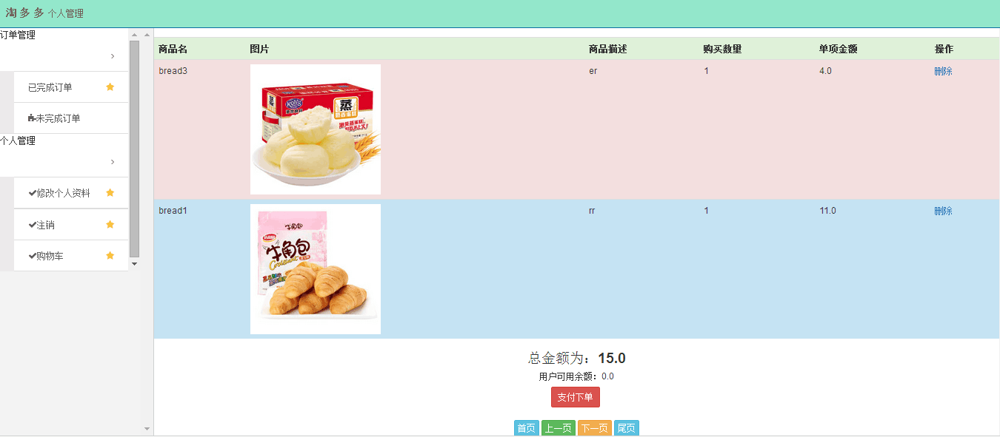 淘 多 多 个人管理
订单管理
已完成订单
未完成订单
个人管理
修改个人资料
注销
购物车
商品名 图片 商品描述 购买数量 单项金额 操作
bread3 er 1 4.0 删除
Kong
蒸
bread1 rr 1 11.0 删除
牛角包
牛角包
Croissant
总金额为：15.0
用户可用余额：0.0
支付下单
首页 上一页 下一页 尾页